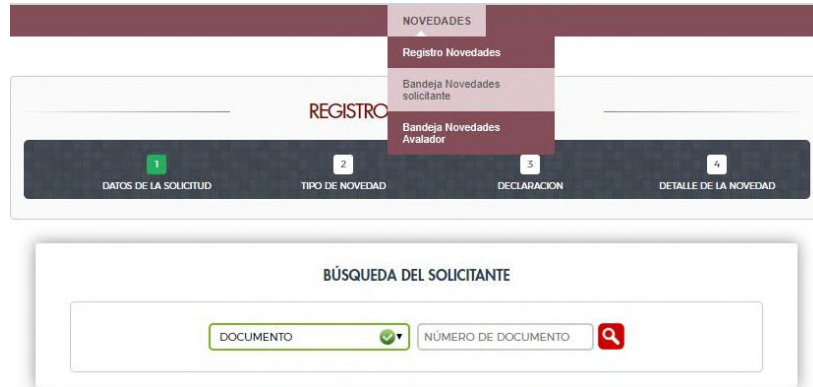 NOVEDADES
Registro Novedades
Bandeja Novedades
solicitante
Bandeja Novedades
Avalador
REGISTRO
1
2
3
4
DATOS DE LA SOLICITUD
TIPO DE NOVEDAD
DECLARACION
DETALLE DE LA NOVEDAD
BÚSQUEDA DEL SOLICITANTE
DOCUMENTO
NÚMERO DE DOCUMENTO